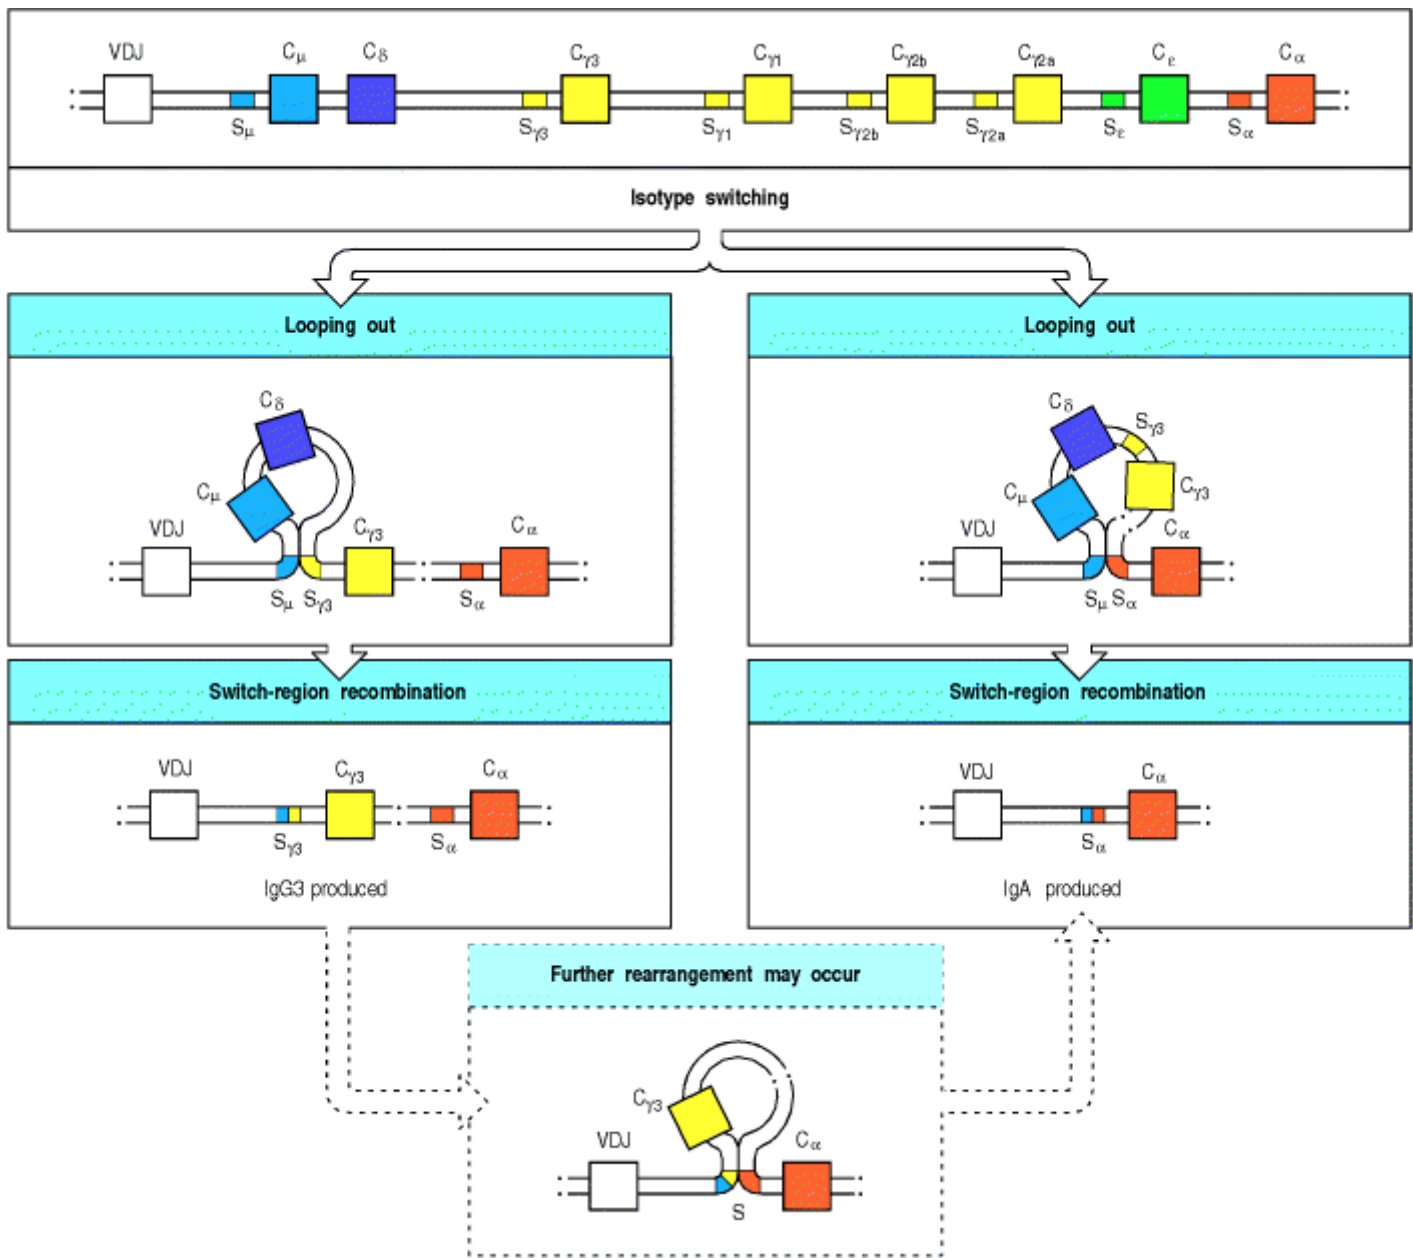 VDJ Cμ Cδ Cγ3 Cγ1 Cγ2b Cγ2a Cε Cα
Sμ Sγ3 Sγ1 Sγ2b Sγ2a Sε Sα
Isotype switching
Looping out
Cδ
Cμ
VDJ Cγ3 Cα
Sμ Sγ3 Sα
Looping out
Cδ Sγ3
Cμ Cγ3
VDJ Cα
Sμ Sα
Switch-region recombination
VDJ Cγ3 Cα
Sγ3 Sα
IgG3 produced
Switch-region recombination
VDJ Cα
Sα
IgA produced
Further rearrangement may occur
Cγ3
VDJ Cα
S